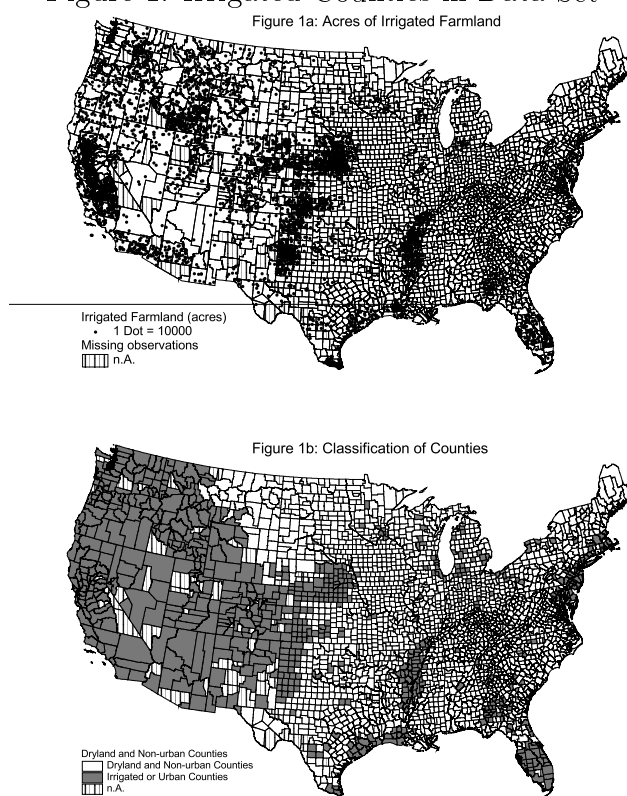 Figure 1: Irrigated Counties in Data Set
Figure 1a: Acres of Irrigated Farmland
Irrigated Farmland (acres)
1 Dot = 10000
Missing observations
n.A.
Figure 1b: Classification of Counties
Dryland and Non-urban Counties
Dryland and Non-urban Counties
Irrigated or Urban Counties
n.A.